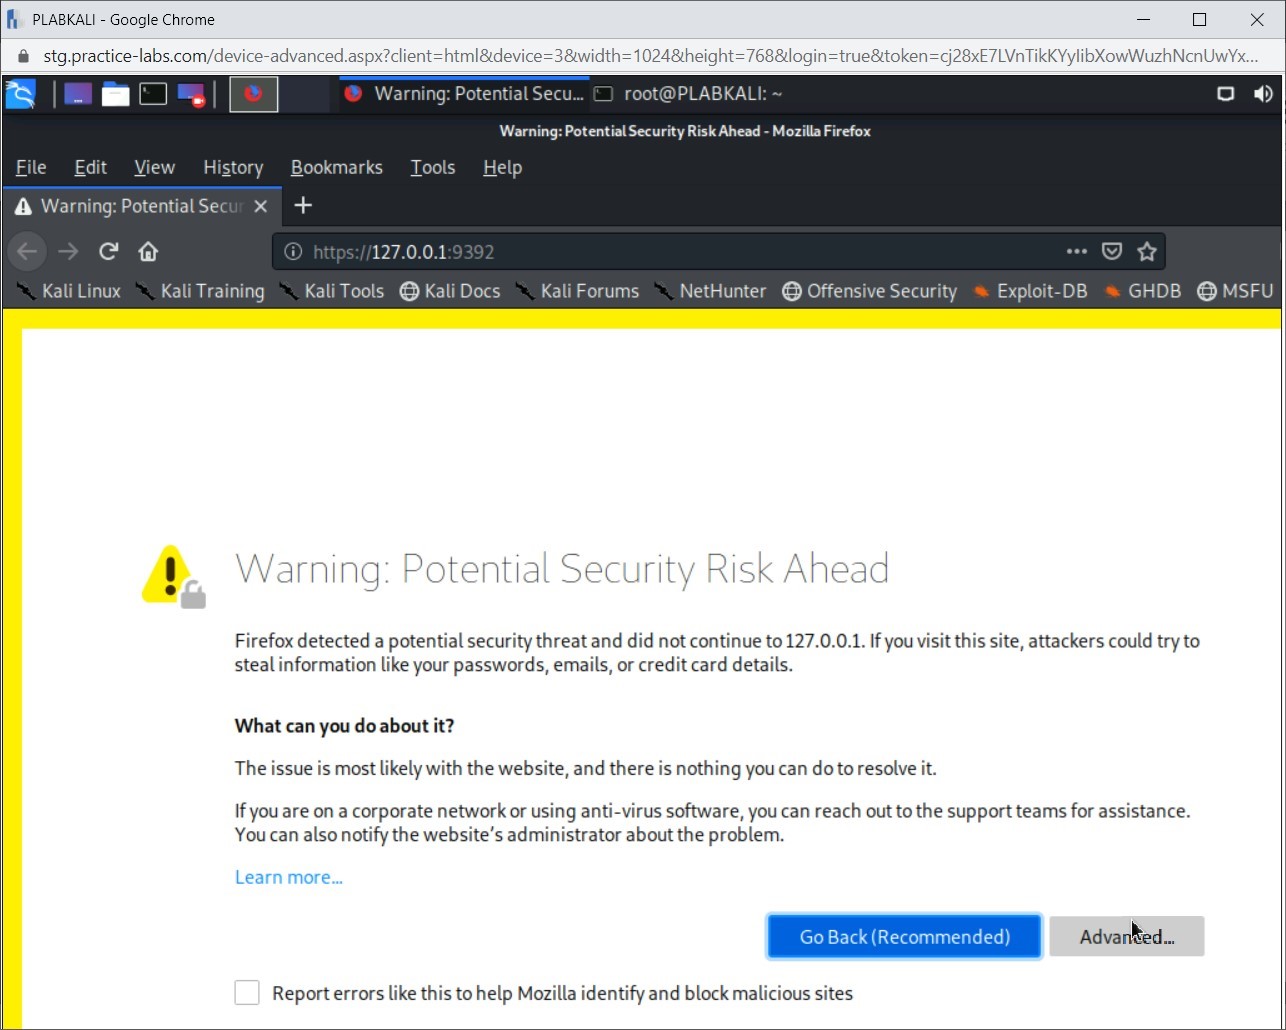 PLABKALI - Google Chrome
stg.practice-labs.com/device-advanced.aspx?client=html&device=3&width=1024&height=768&login=true&token=cj28xE7LVnTikKYyIibXowWuzhNcnUwYx...
Warning: Potential Secu... root@PLABKALI: ~
Warning: Potential Security Risk Ahead - Mozilla Firefox
File Edit View History Bookmarks Tools Help
Warning: Potential Secur
https://127.0.0.1:9392
Kali Linux Kali Training Kali Tools Kali Docs Kali Forums NetHunter Offensive Security Exploit-DB GHDB MSFU
Warning: Potential Security Risk Ahead
Firefox detected a potential security threat and did not continue to 127.0.0.1. If you visit this site, attackers could try to
steal information like your passwords, emails, or credit card details.
What can you do about it?
The issue is most likely with the website, and there is nothing you can do to resolve it.
If you are on a corporate network or using anti-virus software, you can reach out to the support teams for assistance.
You can also notify the website's administrator about the problem.
Learn more...
Go Back (Recommended) Advanced...
Report errors like this to help Mozilla identify and block malicious sites